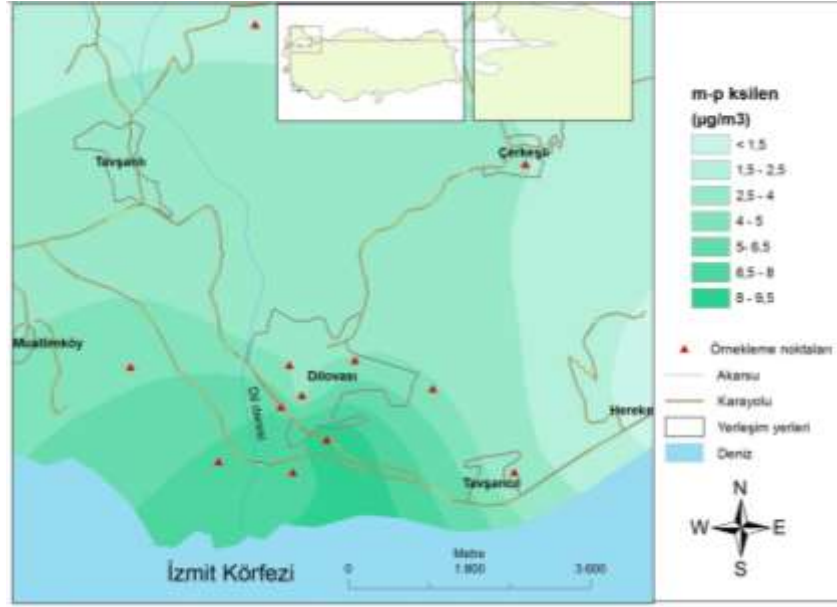 Tavşanlı
Çerkeşli
Muallimköy
Dilovası
Dil deresi
Hereke
Tavşancıl
İzmit Körfezi
Metre
0 1.800 3.600
m-p ksilen
(µg/m3)
< 1,5
1,5 - 2,5
2,5 - 4
4 - 5
5- 6,5
6,5 - 8
8 - 9,5
Örnekleme noktaları
Akarsu
Karayolu
Yerleşim yerleri
Deniz
N
W E
S